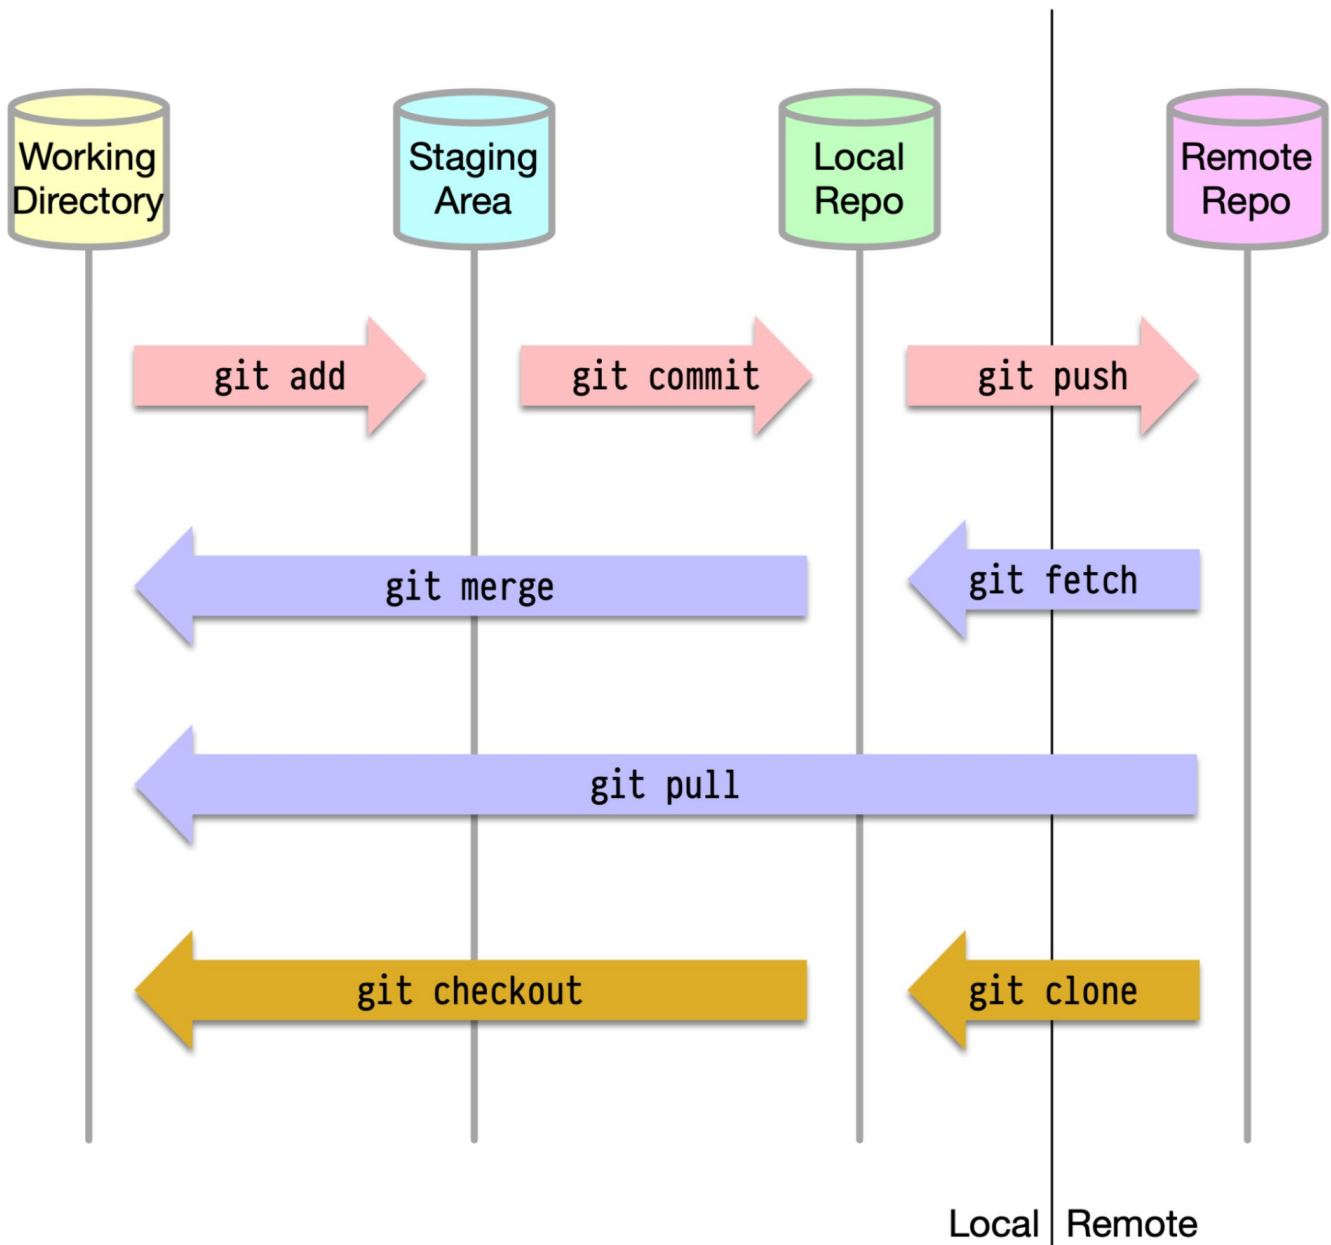 Working
Directory
Staging
Area
Local
Repo
Remote
Repo
git add
git commit
git push
git merge
git fetch
git pull
git checkout
git clone
Local
Remote